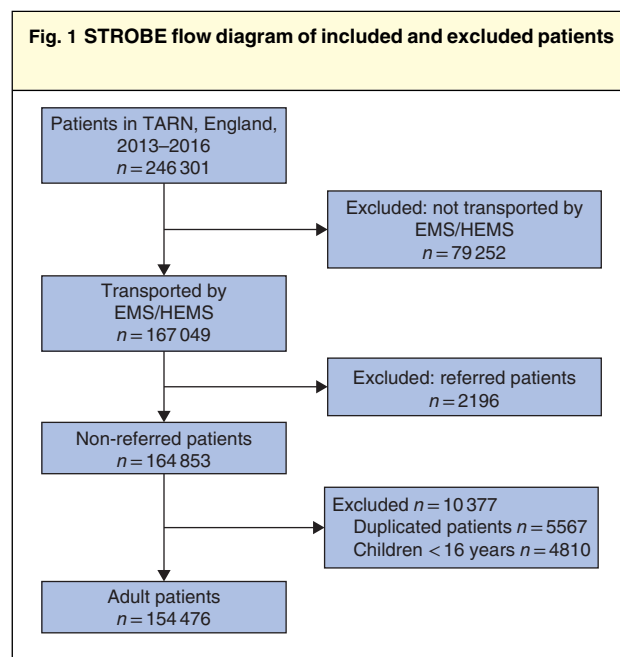 Fig. 1 STROBE flow diagram of included and excluded patients
Patients in TARN, England,
2013–2016
n = 246 301
Excluded: not transported by
EMS/HEMS
n = 79 252
Transported by
EMS/HEMS
n = 167 049
Excluded: referred patients
n = 2196
Non-referred patients
n = 164 853
Excluded n = 10 377
Duplicated patients n = 5567
Children < 16 years n = 4810
Adult patients
n = 154 476